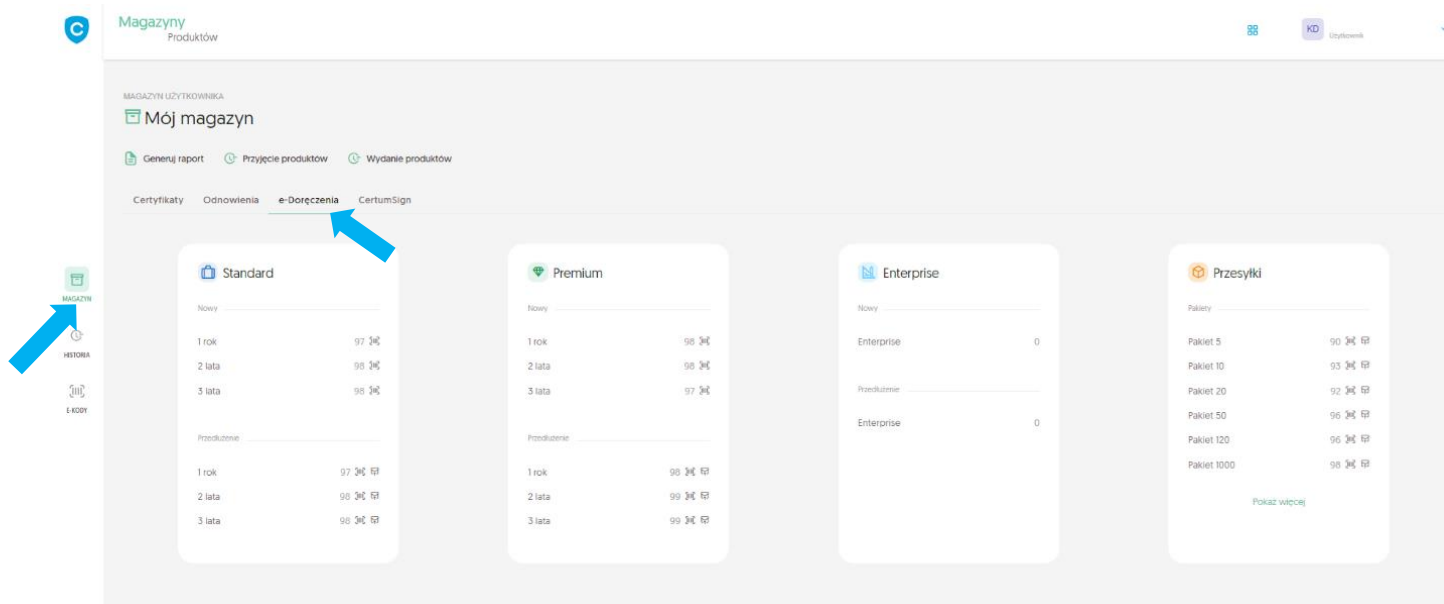 Magazyny
Produktów
KD
Użytkownik
MAGAZYN UŻYTKOWNIKA
Mój magazyn
Generuj raport Przyjęcie produktów Wydanie produktów
Certyfikaty Odnowienia e-Doręczenia CertumSign
MAGAZYN
HISTORIA
E-KODY
Standard
Nowy
1 rok 97
2 lata 98
3 lata 98
Przedłużenie
1 rok 97
2 lata 98
3 lata 98
Premium
Nowy
1 rok 98
2 lata 98
3 lata 97
Przedłużenie
1 rok 98
2 lata 99
3 lata 99
Enterprise
Nowy
Enterprise 0
Przedłużenie
Enterprise 0
Przesyłki
Pakiety
Pakiet 5 90
Pakiet 10 93
Pakiet 20 92
Pakiet 50 96
Pakiet 120 96
Pakiet 1000 98
Pokaż więcej